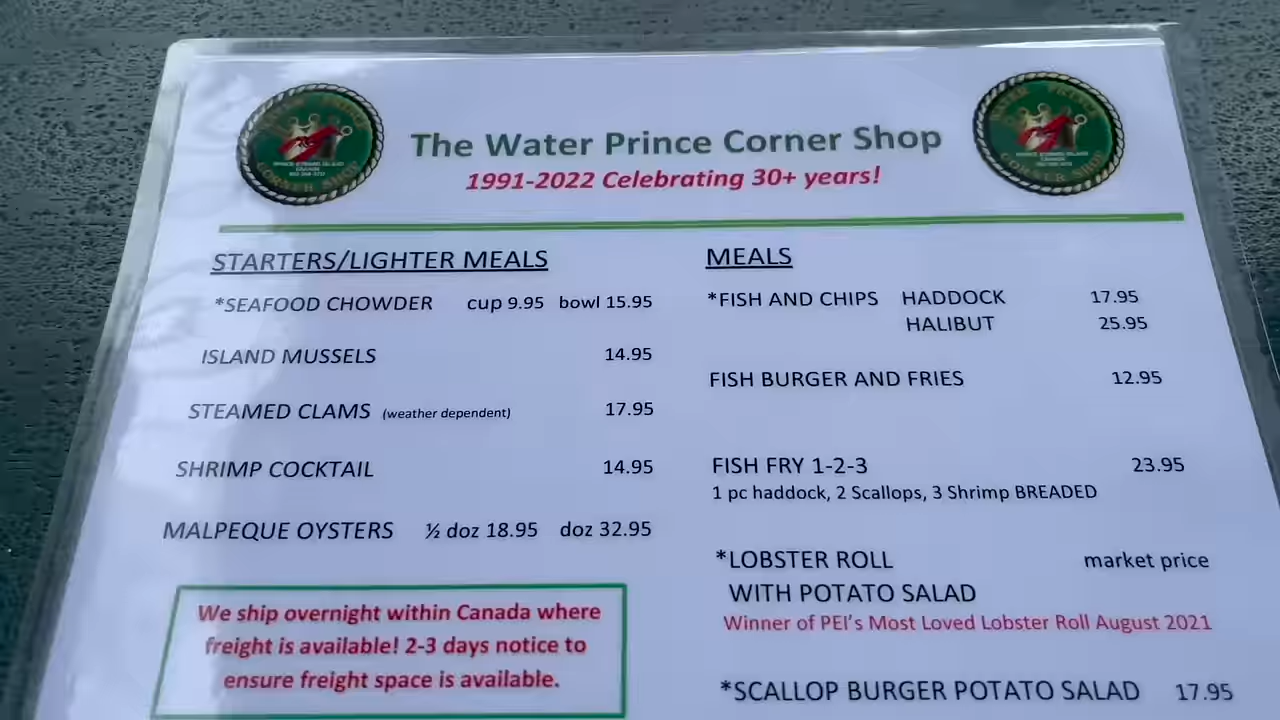 The Water Prince Corner Shop
1991-2022 Celebrating 30+ years!
STARTERS/LIGHTER MEALS
*SEAFOOD CHOWDER cup 9.95 bowl 15.95
ISLAND MUSSELS 14.95
STEAMED CLAMS (weather dependent) 17.95
SHRIMP COCKTAIL 14.95
MALPEQUE OYSTERS ½ doz 18.95 doz 32.95
We ship overnight within Canada where
freight is available! 2-3 days notice to
ensure freight space is available.
MEALS
*FISH AND CHIPS HADDOCK 17.95
HALIBUT 25.95
FISH BURGER AND FRIES 12.95
FISH FRY 1-2-3 23.95
1 pc haddock, 2 Scallops, 3 Shrimp BREADED
*LOBSTER ROLL market price
WITH POTATO SALAD
Winner of PEI's Most Loved Lobster Roll August 2021
*SCALLOP BURGER POTATO SALAD 17.95